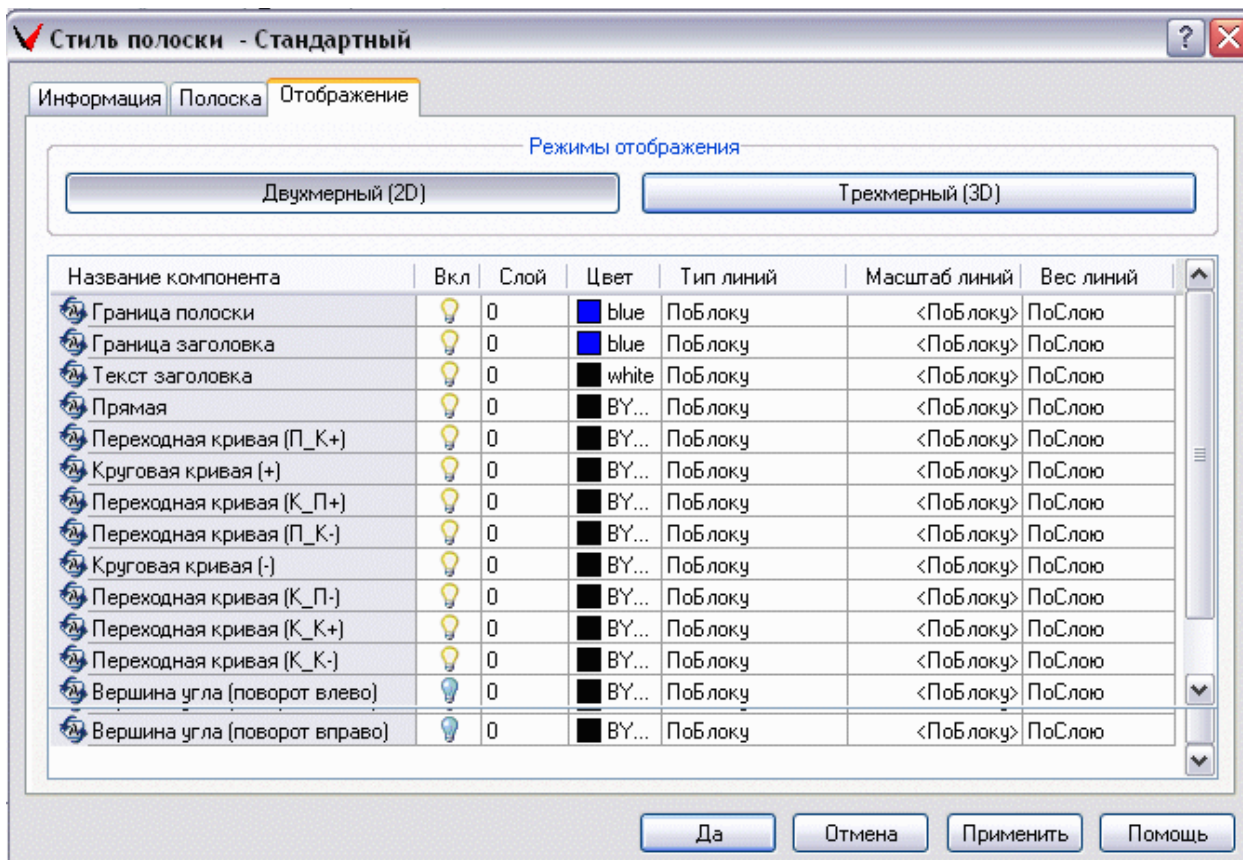 Стиль полоски - Стандартный
Информация Полоска Отображение
Режимы отображения
Двухмерный (2D) Трехмерный (3D)
Название компонента Вкл Слой Цвет Тип линий Масштаб линий Вес линий
Граница полоски 0 blue ПоБлоку <ПоБлоку> ПоСлою
Граница заголовка 0 blue ПоБлоку <ПоБлоку> ПоСлою
Текст заголовка 0 white ПоБлоку <ПоБлоку> ПоСлою
Прямая 0 BY... ПоБлоку <ПоБлоку> ПоСлою
Переходная кривая (П_К+) 0 BY... ПоБлоку <ПоБлоку> ПоСлою
Круговая кривая (+) 0 BY... ПоБлоку <ПоБлоку> ПоСлою
Переходная кривая (К_П+) 0 BY... ПоБлоку <ПоБлоку> ПоСлою
Переходная кривая (П_К-) 0 BY... ПоБлоку <ПоБлоку> ПоСлою
Круговая кривая (-) 0 BY... ПоБлоку <ПоБлоку> ПоСлою
Переходная кривая (К_П-) 0 BY... ПоБлоку <ПоБлоку> ПоСлою
Переходная кривая (К_К+) 0 BY... ПоБлоку <ПоБлоку> ПоСлою
Переходная кривая (К_К-) 0 BY... ПоБлоку <ПоБлоку> ПоСлою
Вершина угла (поворот влево) 0 BY... ПоБлоку <ПоБлоку> ПоСлою
Вершина угла (поворот вправо) 0 BY... ПоБлоку <ПоБлоку> ПоСлою
Да Отмена Применить Помощь